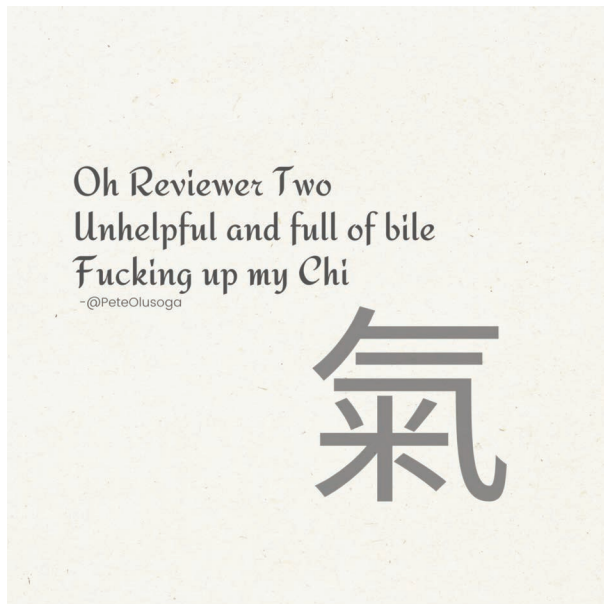 Oh Reviewer Two
Unhelpful and full of bile
Fucking up my Chi
-@PeteOlusoga
氣